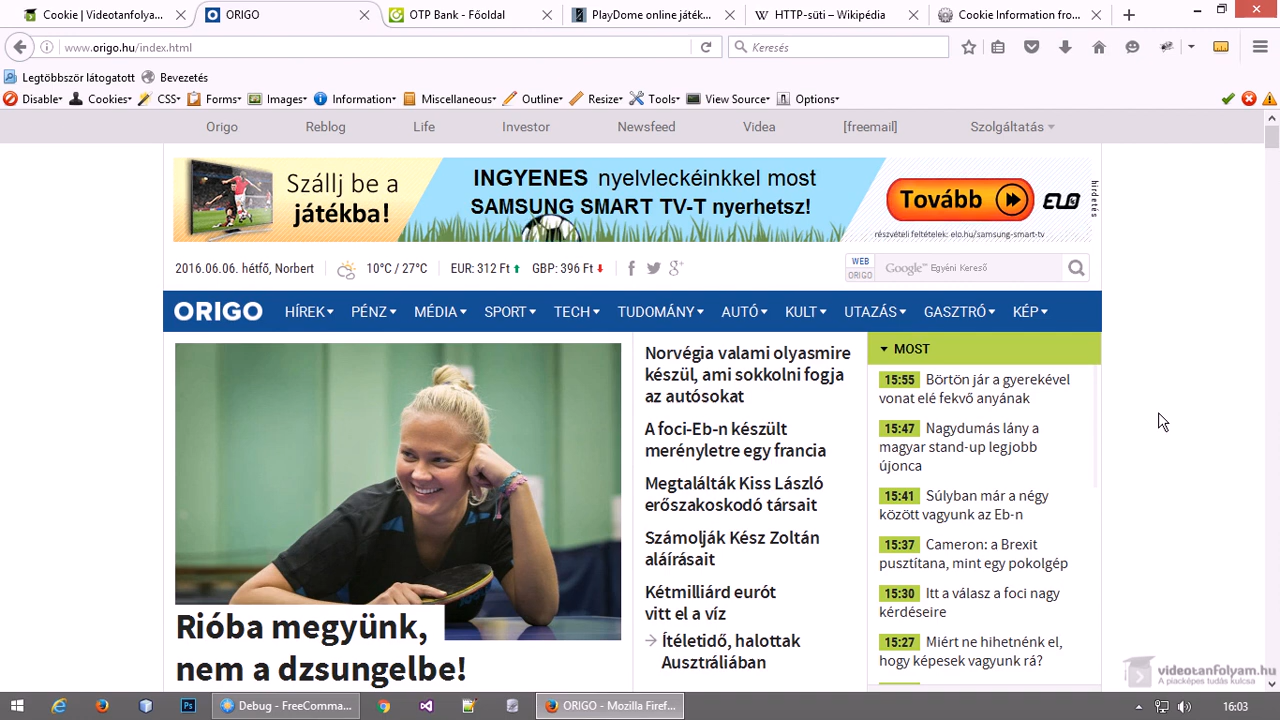 Cookie | Videotanfolya...
ORIGO
OTP Bank - Főoldal
PlayDome online játék...
HTTP-süti – Wikipédia
Cookie Information fro...
www.origo.hu/index.html
Keresés
Legtöbbször látogatott
Bevezetés
Disable
Cookies
CSS
Forms
Images
Information
Miscellaneous
Outline
Resize
Tools
View Source
Options
Origo
Reblog
Life
Investor
Newsfeed
Videa
[freemail]
Szolgáltatás
Szállj be a
játékba!
INGYENES nyelvleckéinkkel most
SAMSUNG SMART TV-T nyerhetsz!
Tovább
ELO
részvételi feltételek: elo.hu/samsung-smart-tv
hirdetés
2016.06.06. hétfő, Norbert
10°C / 27°C
EUR: 312 Ft
GBP: 396 Ft
WEB
ORIGO
Google™ Egyéni Kereső
ORIGO
HÍREK
PÉNZ
MÉDIA
SPORT
TECH
TUDOMÁNY
AUTÓ
KULT
UTAZÁS
GASZTRÓ
KÉP
Rióba megyünk,
nem a dzsungelbe!
Norvégia valami olyasmire
készül, ami sokkolni fogja
az autósokat
A foci-Eb-n készült
merényletre egy francia
Megtalálták Kiss László
erőszakoskodó társait
Számolják Kész Zoltán
aláírásait
Kétmilliárd eurót
vitt el a víz
Ítéletidő, halottak
Ausztráliában
MOST
15:55 Börtön jár a gyerekével
vonat elé fekvő anyának
15:47 Nagydumás lány a
magyar stand-up legjobb
újonca
15:41 Súlyban már a négy
között vagyunk az Eb-n
15:37 Cameron: a Brexit
pusztítana, mint egy pokolgép
15:30 Itt a válasz a foci nagy
kérdéseire
15:27 Miért ne hihetnénk el,
hogy képesek vagyunk rá?
videotanfolyam.hu
A piacképes tudás kulcsa
Debug - FreeComma...
ORIGO - Mozilla Firef...
16:03